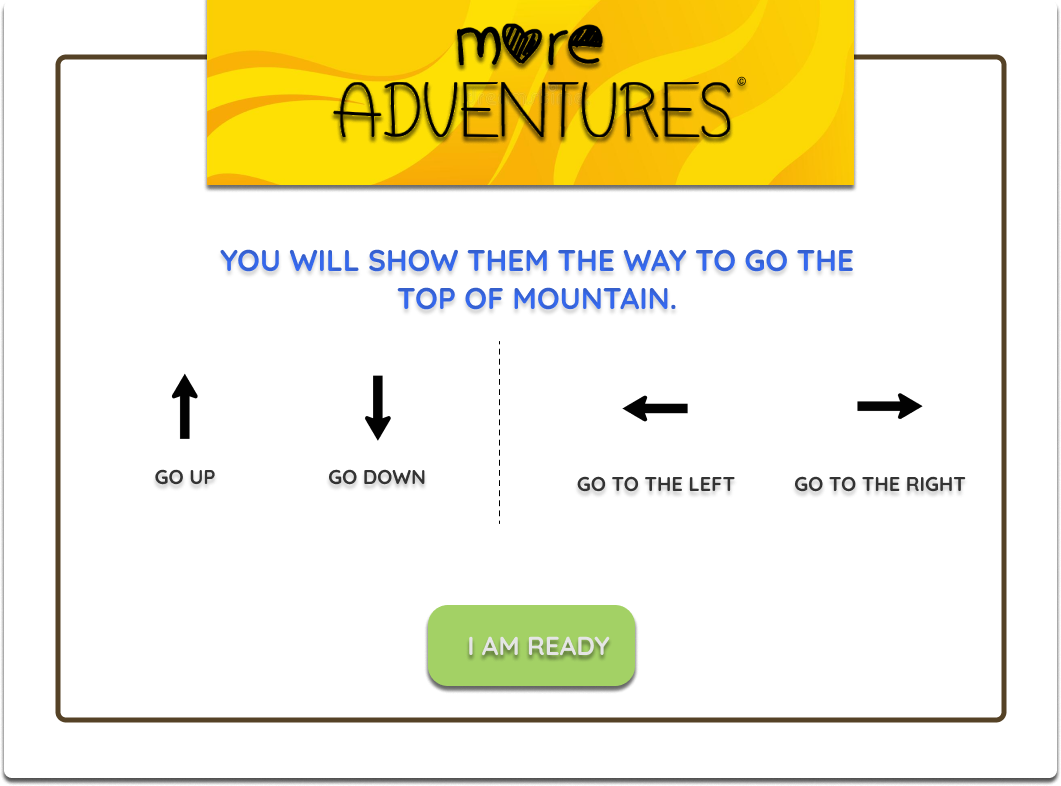 more
ADVENTURES©
YOU WILL SHOW THEM THE WAY TO GO THE
TOP OF MOUNTAIN.
GO UP
GO DOWN
GO TO THE LEFT
GO TO THE RIGHT
I AM READY